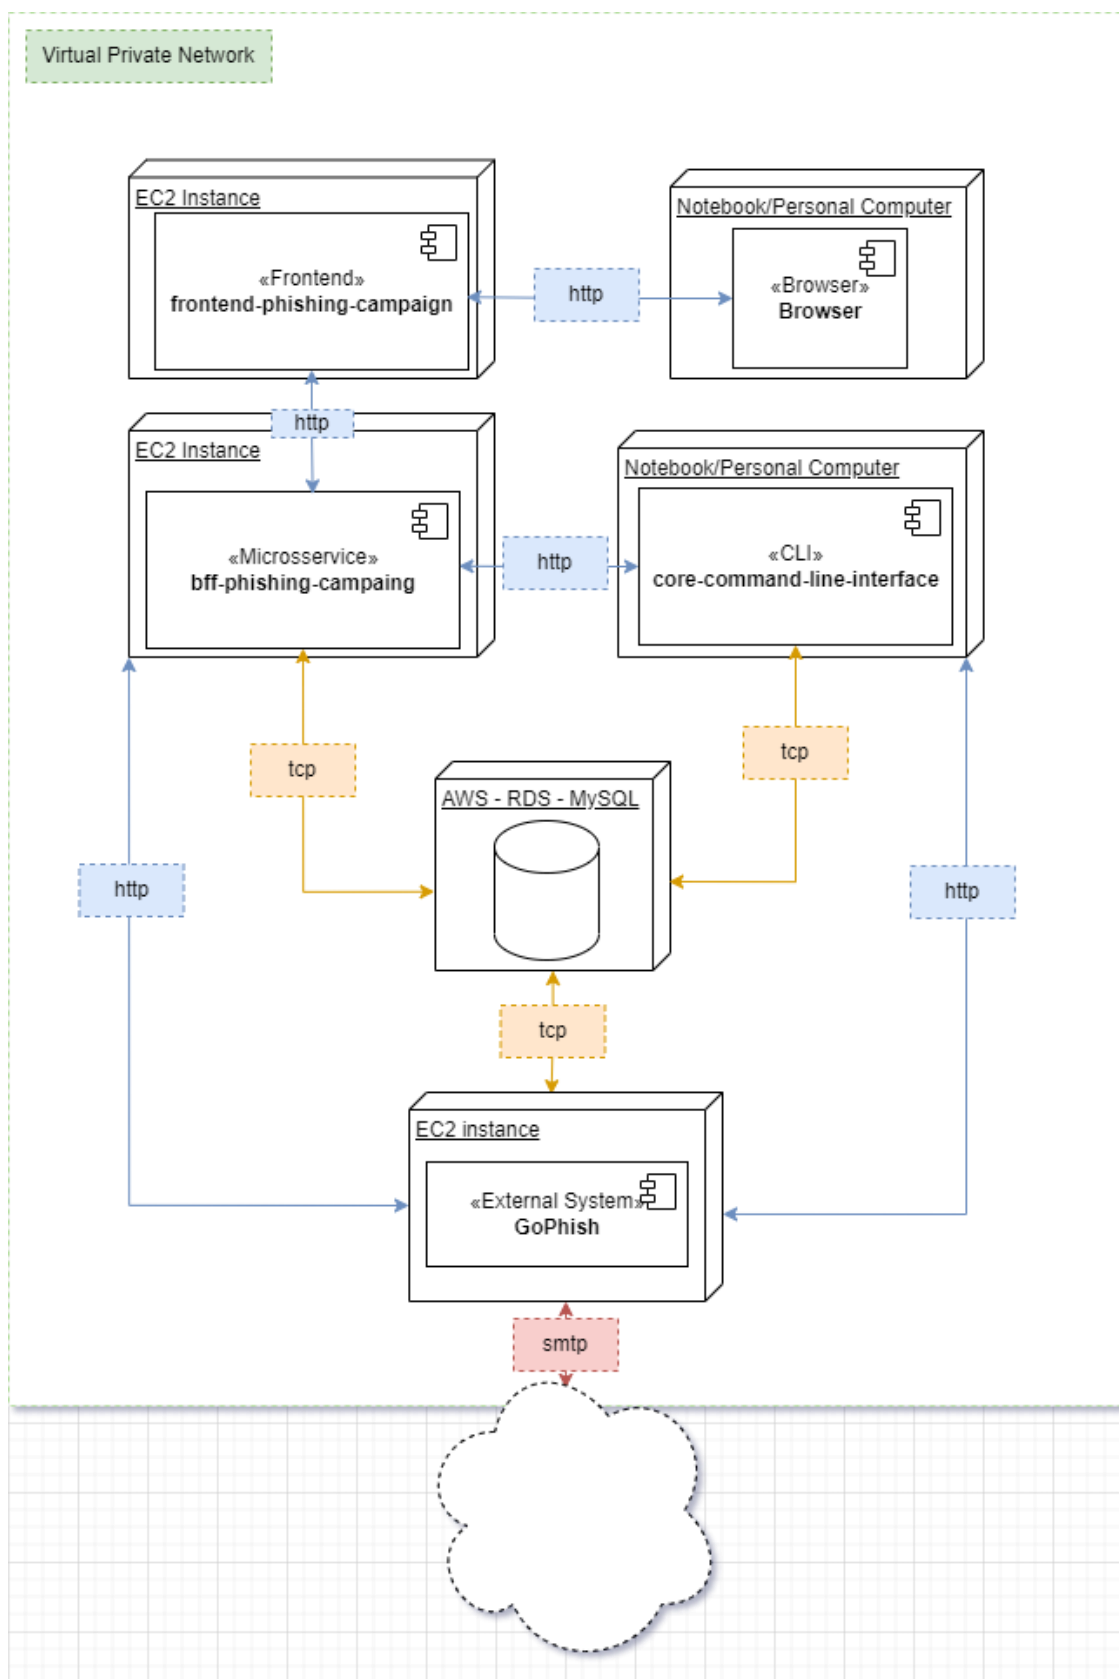 Virtual Private Network
EC2 Instance
«Frontend»
frontend-phishing-campaign
http
Notebook/Personal Computer
«Browser»
Browser
http
EC2 Instance
«Microsservice»
bff-phishing-campaing
http
Notebook/Personal Computer
«CLI»
core-command-line-interface
tcp
tcp
AWS - RDS - MySQL
http
http
tcp
EC2 instance
«External System»
GoPhish
smtp